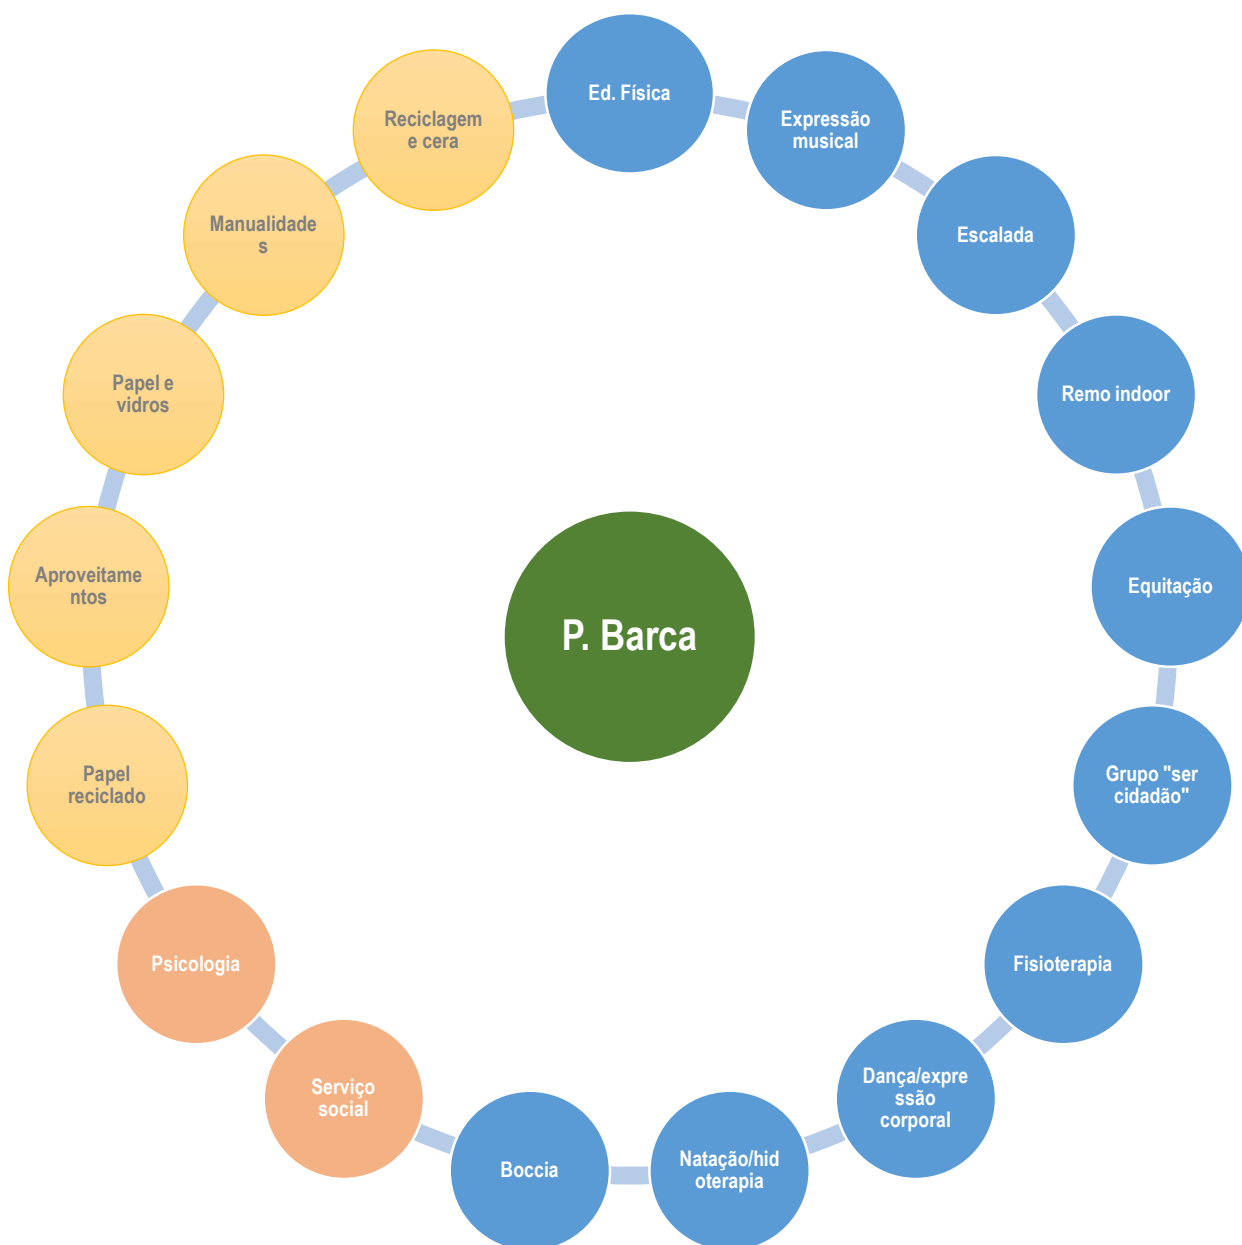 Ed. Física
Expressão
musical
Escalada
Remo indoor
Equitação
Grupo "ser
cidadão"
Fisioterapia
Dança/expre
ssão
corporal
Natação/hid
oterapia
Boccia
Serviço
social
Psicologia
Papel
reciclado
Aproveitame
ntos
Papel e
vidros
Manualidade
s
Reciclagem
e cera
P. Barca